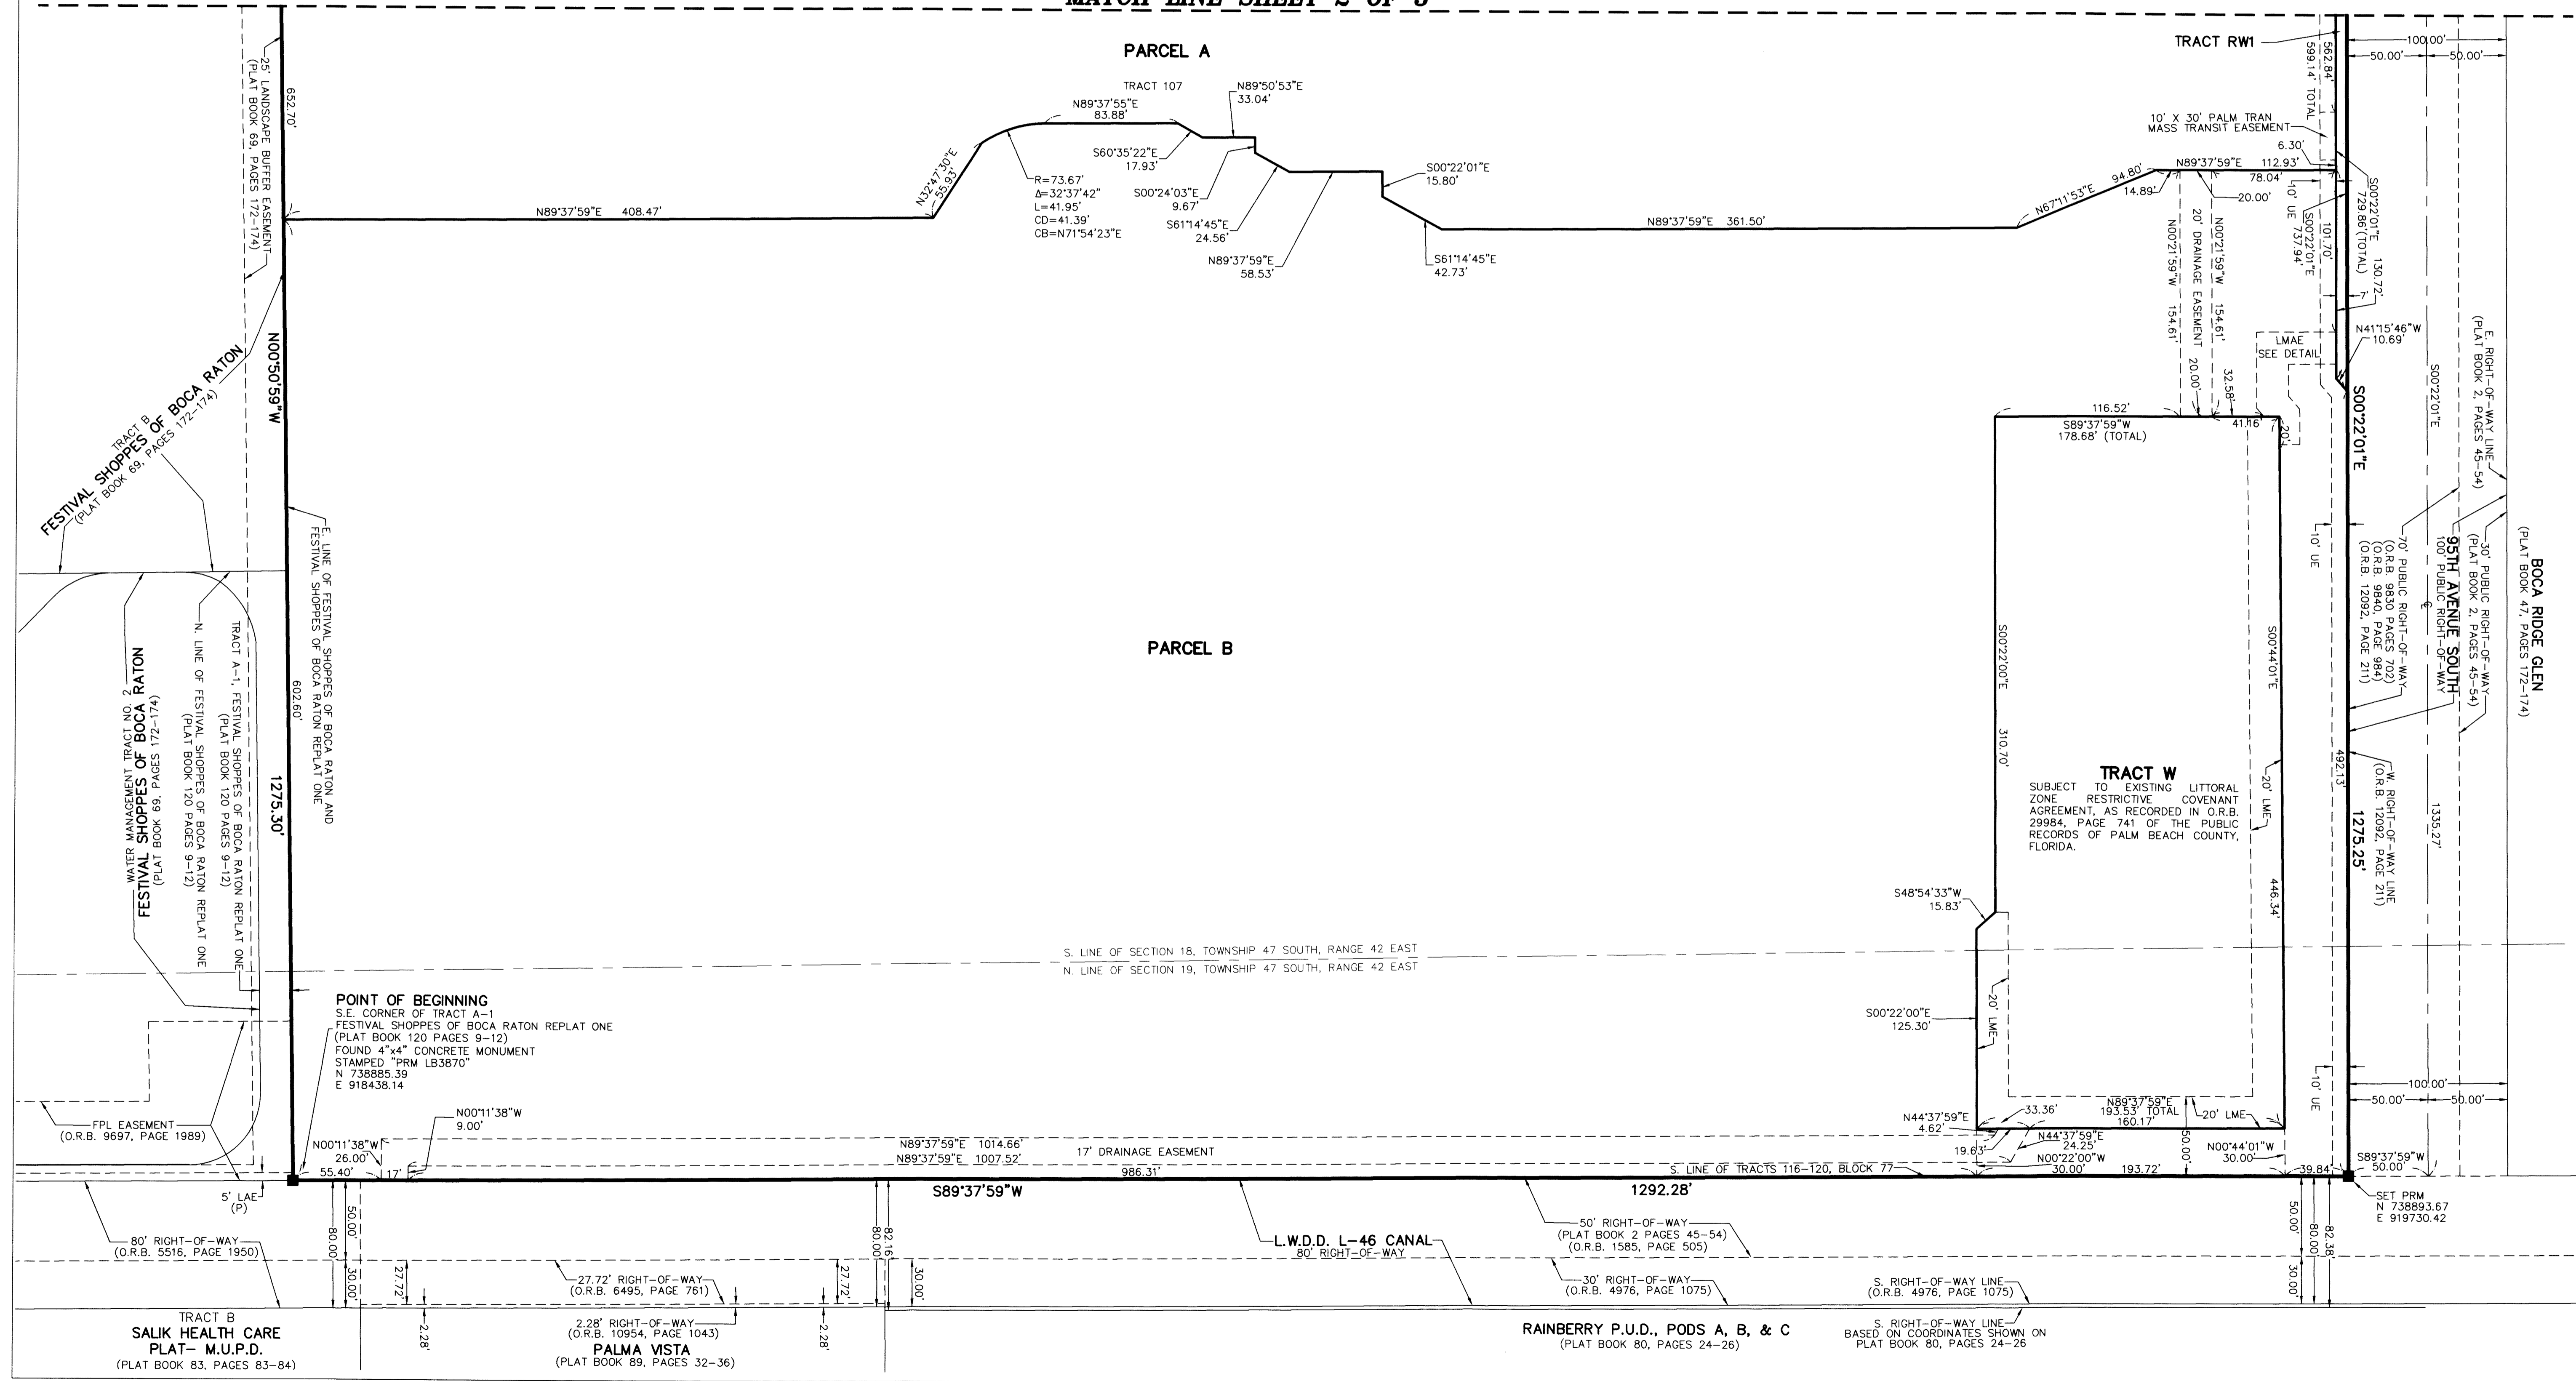 MATCH LINE SHEET 2 OF 3
PARCEL A
TRACT 107
N89°37'55"E
83.88'
N89°50'53"E
33.04'
S60°35'22"E
17.93'
S00°24'03"E
9.67'
S61°14'45"E
24.56'
N89°37'59"E
58.53'
S00°22'01"E
15.80'
S61°14'45"E
42.73'
N32°47'30"E
55.93'
R=73.67'
Δ=32°37'42"
L=41.95'
CD=41.39'
CB=N71°54'23"E
N89°37'59"E 408.47'
N89°37'59"E 361.50'
N67°11'53"E 94.80'
N89°37'59"E 112.93'
14.89'
78.04'
20.00'
6.30'
TRACT RW1
562.84'
599.14' TOTAL
10' X 30' PALM TRAN
MASS TRANSIT EASEMENT
100.00'
50.00'
50.00'
10' UE
S00°22'01"E
737.94'
101.70'
S00°22'01"E 130.72'
729.86'(TOTAL)
7'
N41°15'46"W
10.69'
N00°21'59"W 154.61'
20' DRAINAGE EASEMENT 20.00'
N00°21'59"W 154.61'
32.58'
LMAE
SEE DETAIL
116.52'
S89°37'59"W
178.68' (TOTAL)
41.16'
20'
25' LANDSCAPE BUFFER EASEMENT
(PLAT BOOK 69, PAGES 172-174)
652.70'
N00°50'59"W
TRACT B
FESTIVAL SHOPPES OF BOCA RATON
(PLAT BOOK 69, PAGES 172-174)
E. LINE OF FESTIVAL SHOPPES OF BOCA RATON AND
FESTIVAL SHOPPES OF BOCA RATON REPLAT ONE
602.60'
1275.30'
TRACT A-1, FESTIVAL SHOPPES OF BOCA RATON REPLAT ONE
(PLAT BOOK 120 PAGES 9-12)
N. LINE OF FESTIVAL SHOPPES OF BOCA RATON REPLAT ONE
(PLAT BOOK 120 PAGES 9-12)
WATER MANAGEMENT TRACT NO. 2
FESTIVAL SHOPPES OF BOCA RATON
(PLAT BOOK 69, PAGES 172-174)
PARCEL B
S00°22'00"E 310.70'
S00°44'01"E
446.34'
20' LME
TRACT W
SUBJECT TO EXISTING LITTORAL
ZONE RESTRICTIVE COVENANT
AGREEMENT, AS RECORDED IN O.R.B.
29984, PAGE 741 OF THE PUBLIC
RECORDS OF PALM BEACH COUNTY,
FLORIDA.
S48°54'33"W
15.83'
S00°22'00"E
125.30'
20' LME
S00°22'01"E
1275.25'
10' UE
492.13'
10' UE
S00°22'01"E
1335.27'
E. RIGHT-OF-WAY LINE
(PLAT BOOK 2, PAGES 45-54)
30' PUBLIC RIGHT-OF-WAY
(PLAT BOOK 2, PAGES 45-54)
95TH AVENUE SOUTH
100' PUBLIC RIGHT-OF-WAY
70' PUBLIC RIGHT-OF-WAY
(O.R.B. 9830 PAGES 702)
(O.R.B. 9840, PAGE 984)
(O.R.B. 12092, PAGE 211)
W. RIGHT-OF-WAY LINE
(O.R.B. 12092, PAGE 211)
BOCA RIDGE GLEN
(PLAT BOOK 47, PAGES 172-174)
S. LINE OF SECTION 18, TOWNSHIP 47 SOUTH, RANGE 42 EAST
N. LINE OF SECTION 19, TOWNSHIP 47 SOUTH, RANGE 42 EAST
POINT OF BEGINNING
S.E. CORNER OF TRACT A-1
FESTIVAL SHOPPES OF BOCA RATON REPLAT ONE
(PLAT BOOK 120 PAGES 9-12)
FOUND 4"x4" CONCRETE MONUMENT
STAMPED "PRM LB3870"
N 738885.39
E 918438.14
FPL EASEMENT
(O.R.B. 9697, PAGE 1989)
N00°11'38"W
9.00'
N00°11'38"W
26.00'
55.40'
17'
N89°37'59"E 1014.66'
17' DRAINAGE EASEMENT
N89°37'59"E 1007.52'
986.31'
S. LINE OF TRACTS 116-120, BLOCK 77
N44°37'59"E
4.62'
33.36'
N89°37'59"E
193.53' TOTAL
160.17'
20' LME
19.63'
N44°37'59"E
24.25'
N00°22'00"W
30.00'
193.72'
50.00'
N00°44'01"W
30.00'
39.84'
100.00'
50.00'
50.00'
S89°37'59"W
50.00'
S89°37'59"W
1292.28'
SET PRM
N 738893.67
E 919730.42
5' LAE
(P)
80' RIGHT-OF-WAY
(O.R.B. 5516, PAGE 1950)
80.00'
50.00'
30.00'
27.72'
27.72' RIGHT-OF-WAY
(O.R.B. 6495, PAGE 761)
27.72'
80.00'
82.16'
30.00'
L.W.D.D. L-46 CANAL
80' RIGHT-OF-WAY
50' RIGHT-OF-WAY
(PLAT BOOK 2 PAGES 45-54)
(O.R.B. 1585, PAGE 505)
30' RIGHT-OF-WAY
(O.R.B. 4976, PAGE 1075)
S. RIGHT-OF-WAY LINE
(O.R.B. 4976, PAGE 1075)
50.00'
30.00'
80.00'
82.38'
TRACT B
SALIK HEALTH CARE
PLAT- M.U.P.D.
(PLAT BOOK 83, PAGES 83-84)
2.28'
2.28' RIGHT-OF-WAY
(O.R.B. 10954, PAGE 1043)
2.28'
PALMA VISTA
(PLAT BOOK 89, PAGES 32-36)
RAINBERRY P.U.D., PODS A, B, & C
(PLAT BOOK 80, PAGES 24-26)
S. RIGHT-OF-WAY LINE
BASED ON COORDINATES SHOWN ON
PLAT BOOK 80, PAGES 24-26